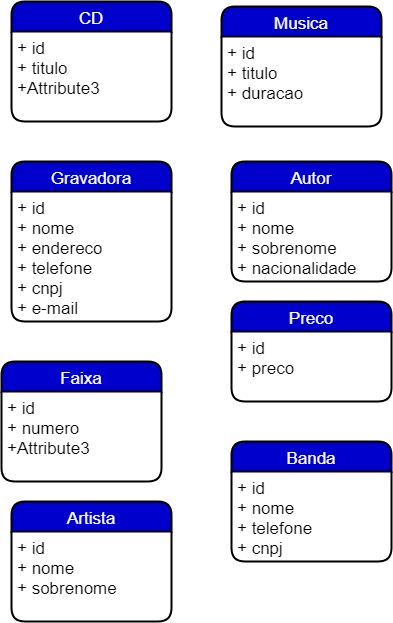 CD
+ id
+ titulo
+Attribute3
Musica
+ id
+ titulo
+ duracao
Gravadora
+ id
+ nome
+ endereco
+ telefone
+ cnpj
+ e-mail
Autor
+ id
+ nome
+ sobrenome
+ nacionalidade
Preco
+ id
+ preco
Faixa
+ id
+ numero
+Attribute3
Banda
+ id
+ nome
+ telefone
+ cnpj
Artista
+ id
+ nome
+ sobrenome